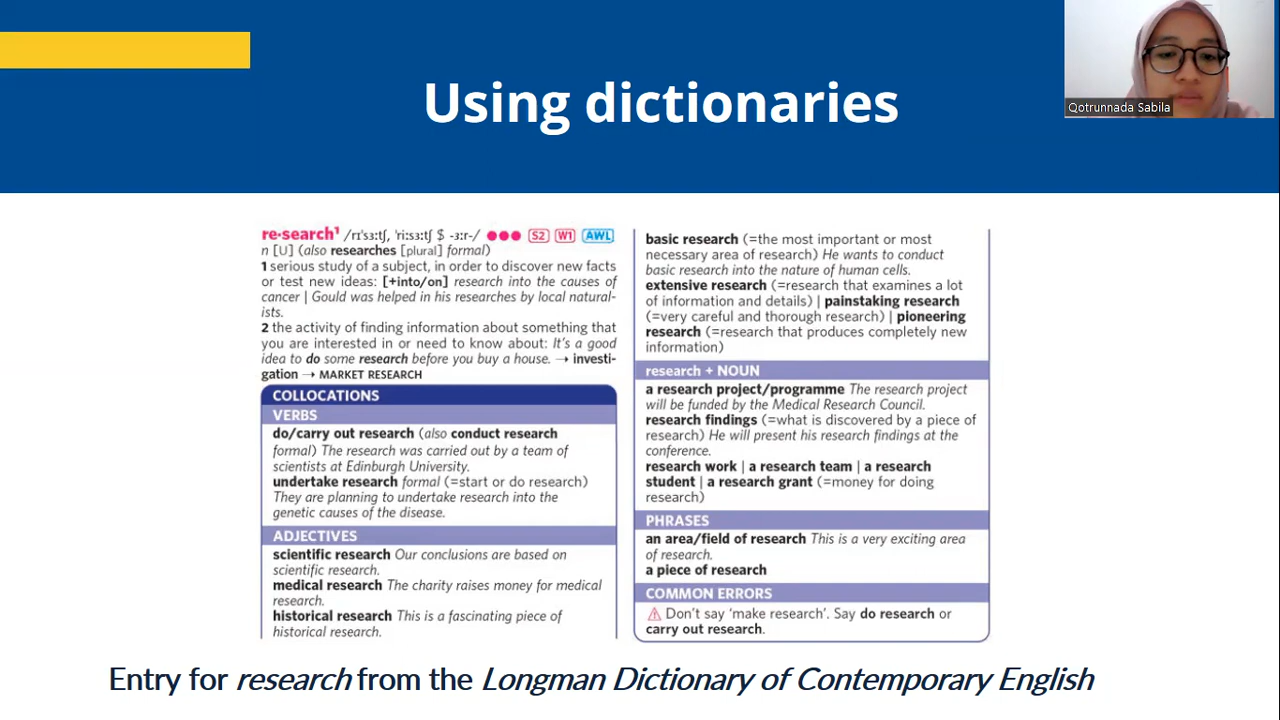 Using dictionaries
Qotrunnada Sabila
re·search¹ /rɪˈsɜːtʃ, ˈriːsɜːtʃ $ -ɜːr-/ ●●● S2 W1 AWL
n [U] (also researches [plural] formal)
1 serious study of a subject, in order to discover new facts
or test new ideas: [+into/on] research into the causes of
cancer | Gould was helped in his researches by local natural-
ists.
2 the activity of finding information about something that
you are interested in or need to know about: It's a good
idea to do some research before you buy a house. → investi-
gation → MARKET RESEARCH
COLLOCATIONS
VERBS
do/carry out research (also conduct research
formal) The research was carried out by a team of
scientists at Edinburgh University.
undertake research formal (=start or do research)
They are planning to undertake research into the
genetic causes of the disease.
ADJECTIVES
scientific research Our conclusions are based on
scientific research.
medical research The charity raises money for medical
research.
historical research This is a fascinating piece of
historical research.
basic research (=the most important or most
necessary area of research) He wants to conduct
basic research into the nature of human cells.
extensive research (=research that examines a lot
of information and details) | painstaking research
(=very careful and thorough research) | pioneering
research (=research that produces completely new
information)
research + NOUN
a research project/programme The research project
will be funded by the Medical Research Council.
research findings (=what is discovered by a piece of
research) He will present his research findings at the
conference.
research work | a research team | a research
student | a research grant (=money for doing
research)
PHRASES
an area/field of research This is a very exciting area
of research.
a piece of research
COMMON ERRORS
⚠ Don't say 'make research'. Say do research or
carry out research.
Entry for research from the Longman Dictionary of Contemporary English